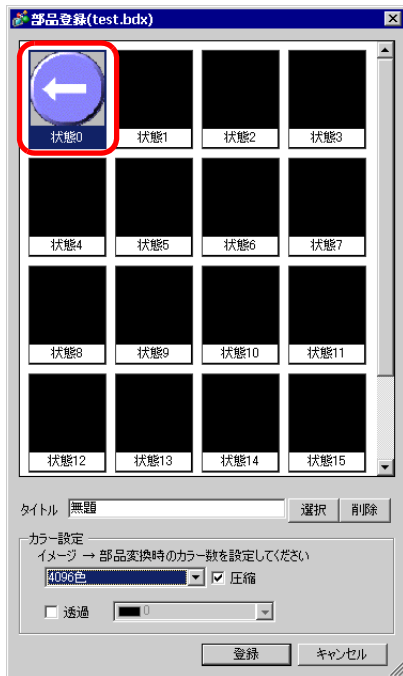 部品登録(test.bdx)
状態0 状態1 状態2 状態3
状態4 状態5 状態6 状態7
状態8 状態9 状態10 状態11
状態12 状態13 状態14 状態15
タイトル 無題 選択 削除
カラー設定
イメージ → 部品変換時のカラー数を設定してください
4096色 圧縮
透過 0
登録 キャンセル